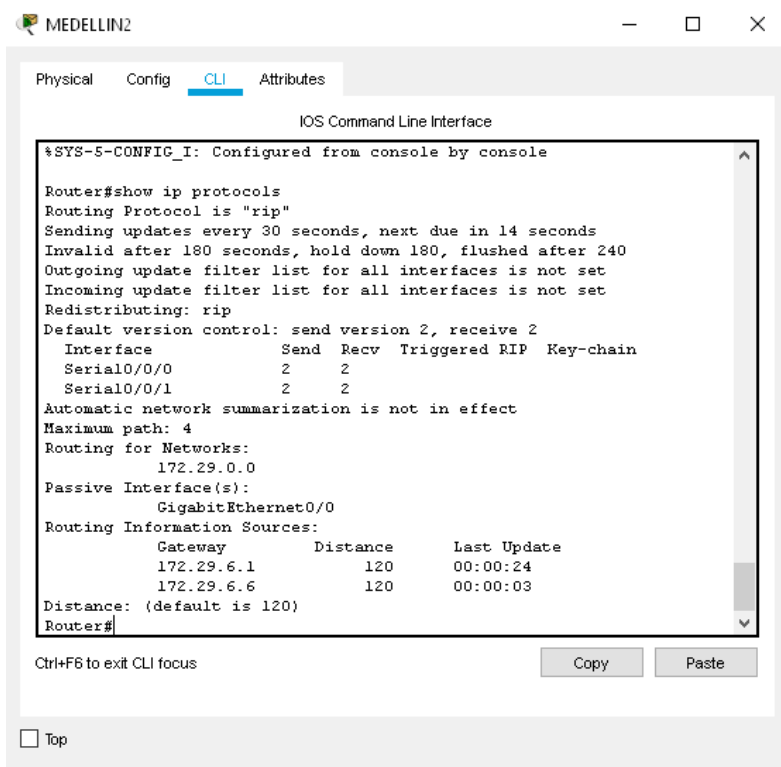 MEDELLIN2
Physical Config CLI Attributes
IOS Command Line Interface
%SYS-5-CONFIG_I: Configured from console by console
Router#show ip protocols
Routing Protocol is "rip"
Sending updates every 30 seconds, next due in 14 seconds
Invalid after 180 seconds, hold down 180, flushed after 240
Outgoing update filter list for all interfaces is not set
Incoming update filter list for all interfaces is not set
Redistributing: rip
Default version control: send version 2, receive 2
Interface Send Recv Triggered RIP Key-chain
Serial0/0/0 2 2
Serial0/0/1 2 2
Automatic network summarization is not in effect
Maximum path: 4
Routing for Networks:
172.29.0.0
Passive Interface(s):
GigabitEthernet0/0
Routing Information Sources:
Gateway Distance Last Update
172.29.6.1 120 00:00:24
172.29.6.6 120 00:00:03
Distance: (default is 120)
Router#
Ctrl+F6 to exit CLI focus
Copy Paste
Top